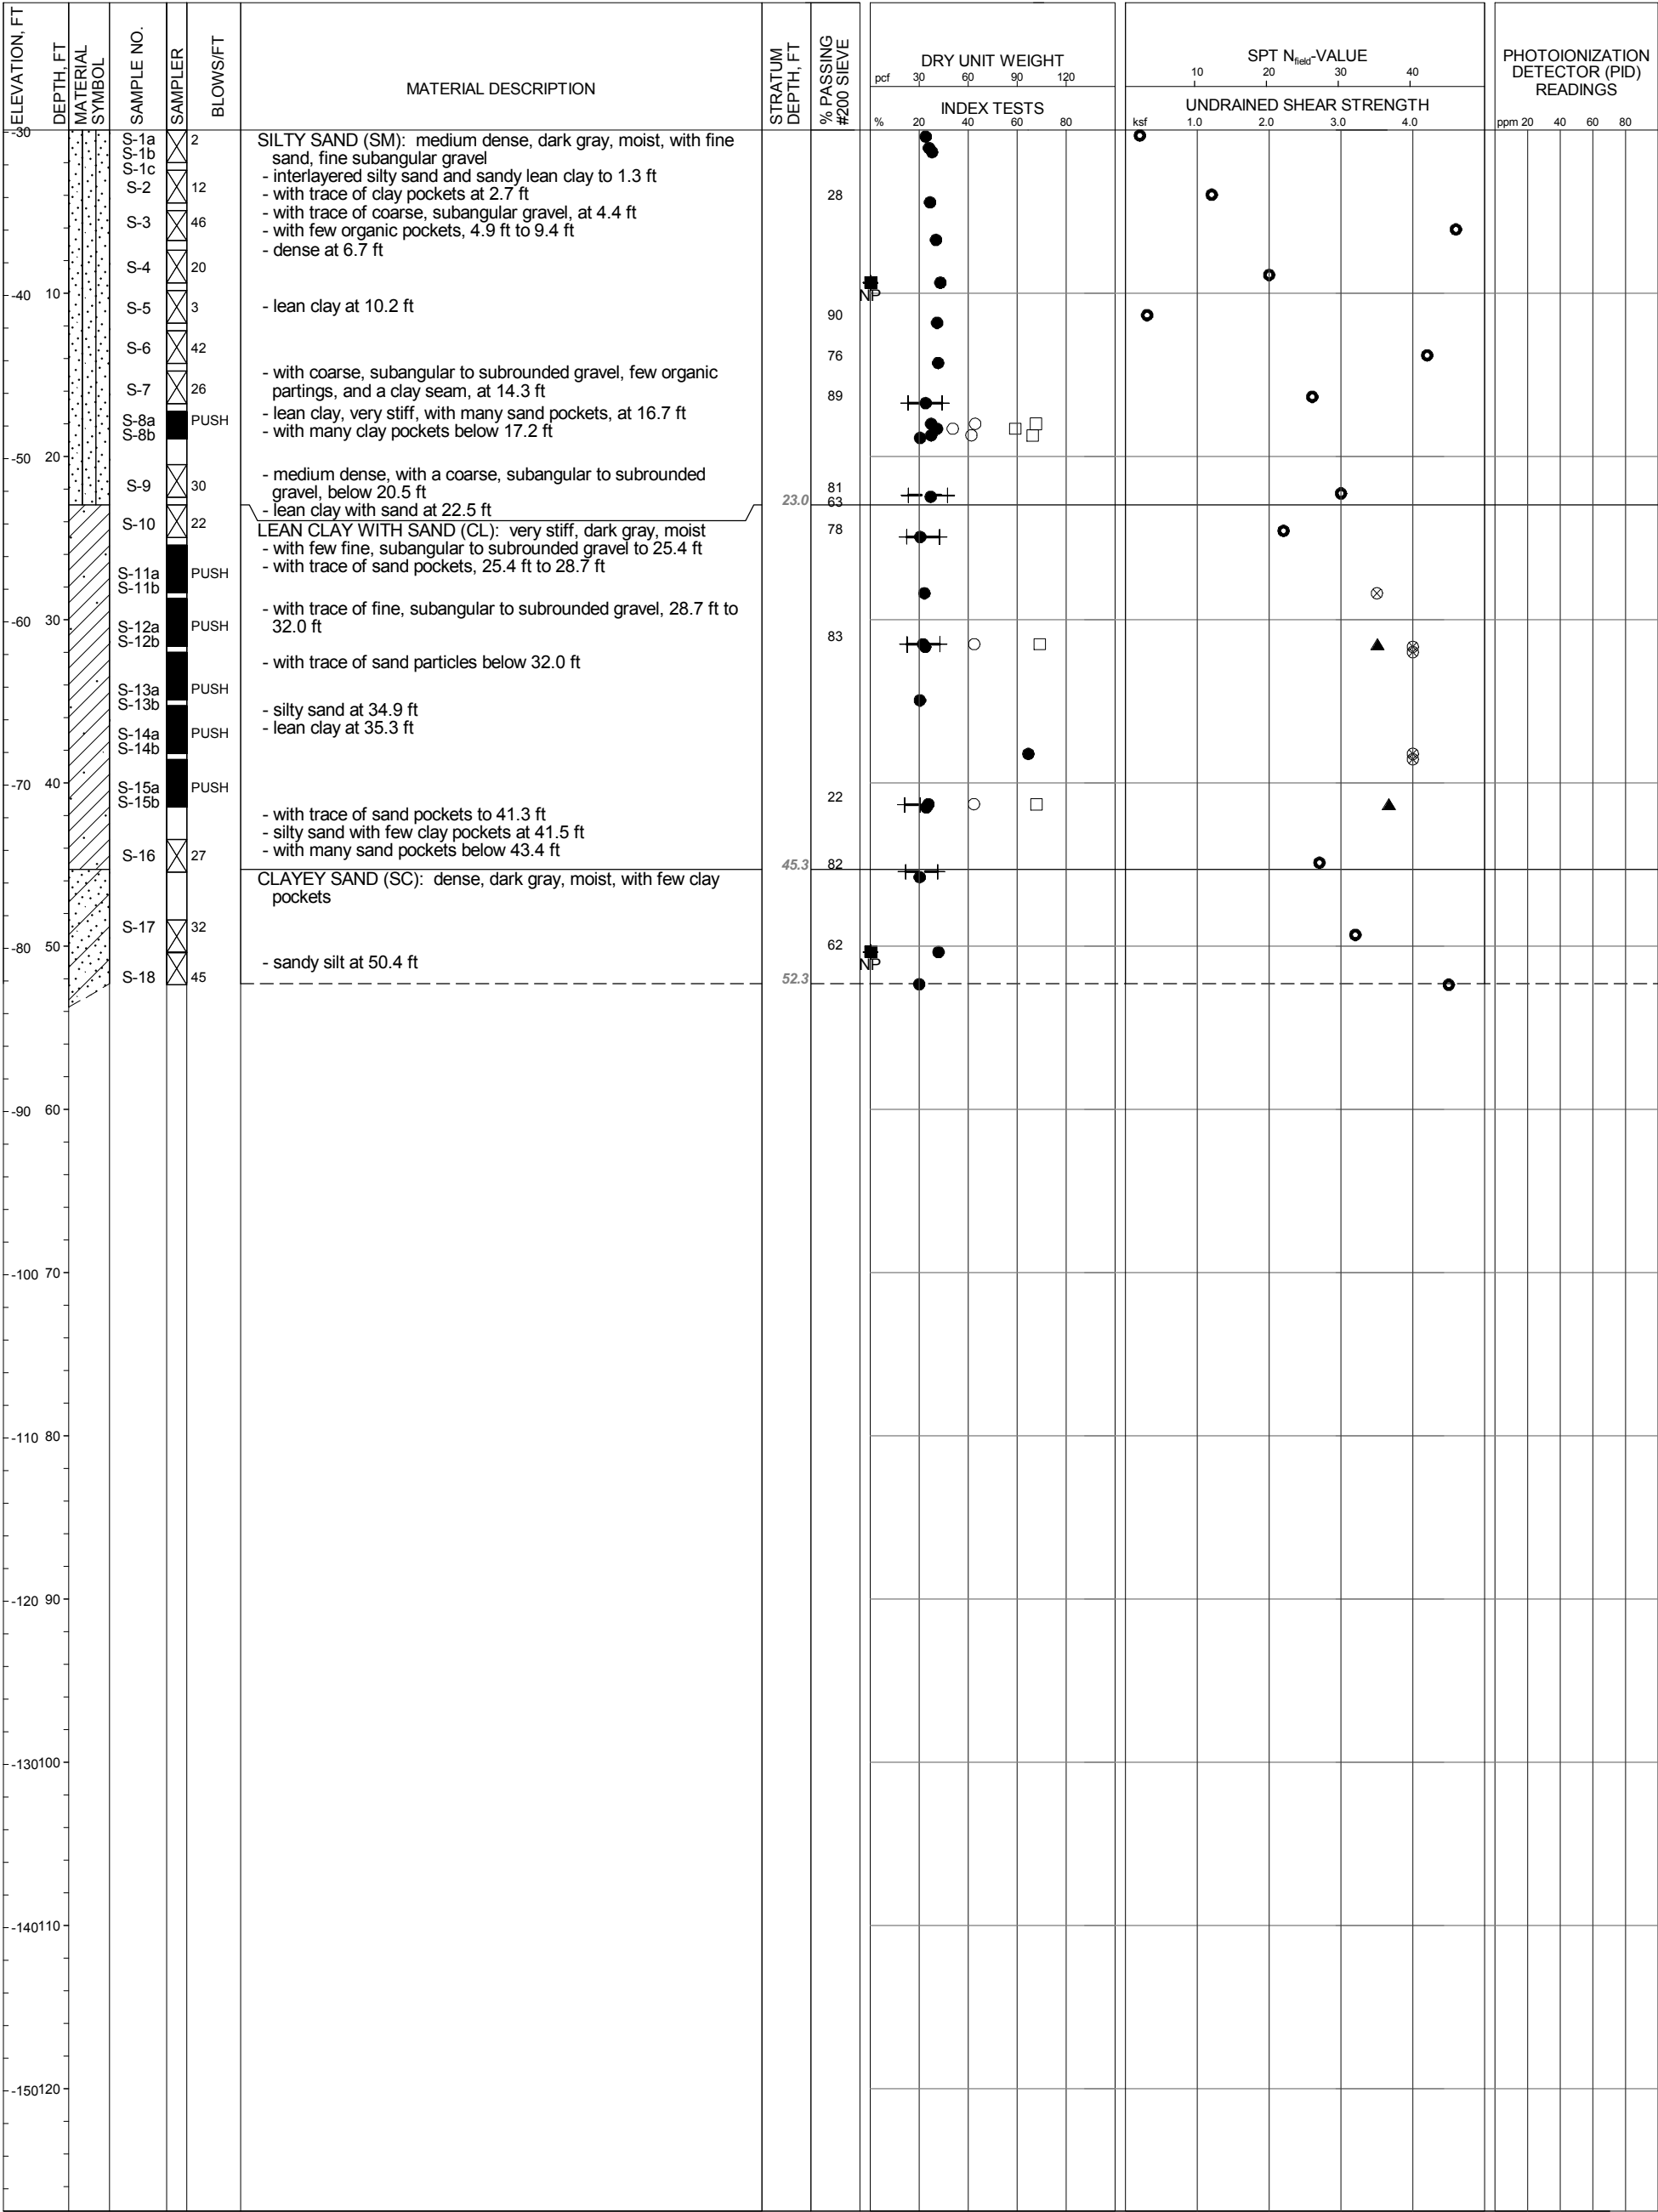 ELEVATION, FT
DEPTH, FT
MATERIAL
SYMBOL
SAMPLE NO.
SAMPLER
BLOWS/FT
MATERIAL DESCRIPTION
STRATUM
DEPTH, FT
% PASSING
#200 SIEVE
DRY UNIT WEIGHT
pcf 30 60 90 120
INDEX TESTS
% 20 40 60 80
SPT Nfield-VALUE
10 20 30 40
UNDRAINED SHEAR STRENGTH
ksf 1.0 2.0 3.0 4.0
PHOTOIONIZATION
DETECTOR (PID)
READINGS
ppm 20 40 60 80
-30
S-1a 2
S-1b
S-1c
SILTY SAND (SM): medium dense, dark gray, moist, with fine
sand, fine subangular gravel
- interlayered silty sand and sandy lean clay to 1.3 ft
S-2 12
- with trace of clay pockets at 2.7 ft
28
- with trace of coarse, subangular gravel, at 4.4 ft
S-3 46
- with few organic pockets, 4.9 ft to 9.4 ft
- dense at 6.7 ft
S-4 20
-40 10
NP
S-5 3
- lean clay at 10.2 ft
90
S-6 42
76
- with coarse, subangular to subrounded gravel, few organic
partings, and a clay seam, at 14.3 ft
S-7 26
89
- lean clay, very stiff, with many sand pockets, at 16.7 ft
S-8a PUSH
S-8b
- with many clay pockets below 17.2 ft
-50 20
- medium dense, with a coarse, subangular to subrounded
gravel, below 20.5 ft
S-9 30
81
63
23.0
- lean clay with sand at 22.5 ft
S-10 22
LEAN CLAY WITH SAND (CL): very stiff, dark gray, moist
78
- with few fine, subangular to subrounded gravel to 25.4 ft
- with trace of sand pockets, 25.4 ft to 28.7 ft
S-11a PUSH
S-11b
- with trace of fine, subangular to subrounded gravel, 28.7 ft to
32.0 ft
-60 30
S-12a PUSH
S-12b
83
- with trace of sand particles below 32.0 ft
S-13a PUSH
S-13b
- silty sand at 34.9 ft
- lean clay at 35.3 ft
S-14a PUSH
S-14b
-70 40
S-15a PUSH
S-15b
22
- with trace of sand pockets to 41.3 ft
- silty sand with few clay pockets at 41.5 ft
- with many sand pockets below 43.4 ft
S-16 27
45.3
82
CLAYEY SAND (SC): dense, dark gray, moist, with few clay
pockets
S-17 32
-80 50
62
NP
- sandy silt at 50.4 ft
S-18 45
52.3
-90 60
-100 70
-110 80
-120 90
-130100
-140110
-150120